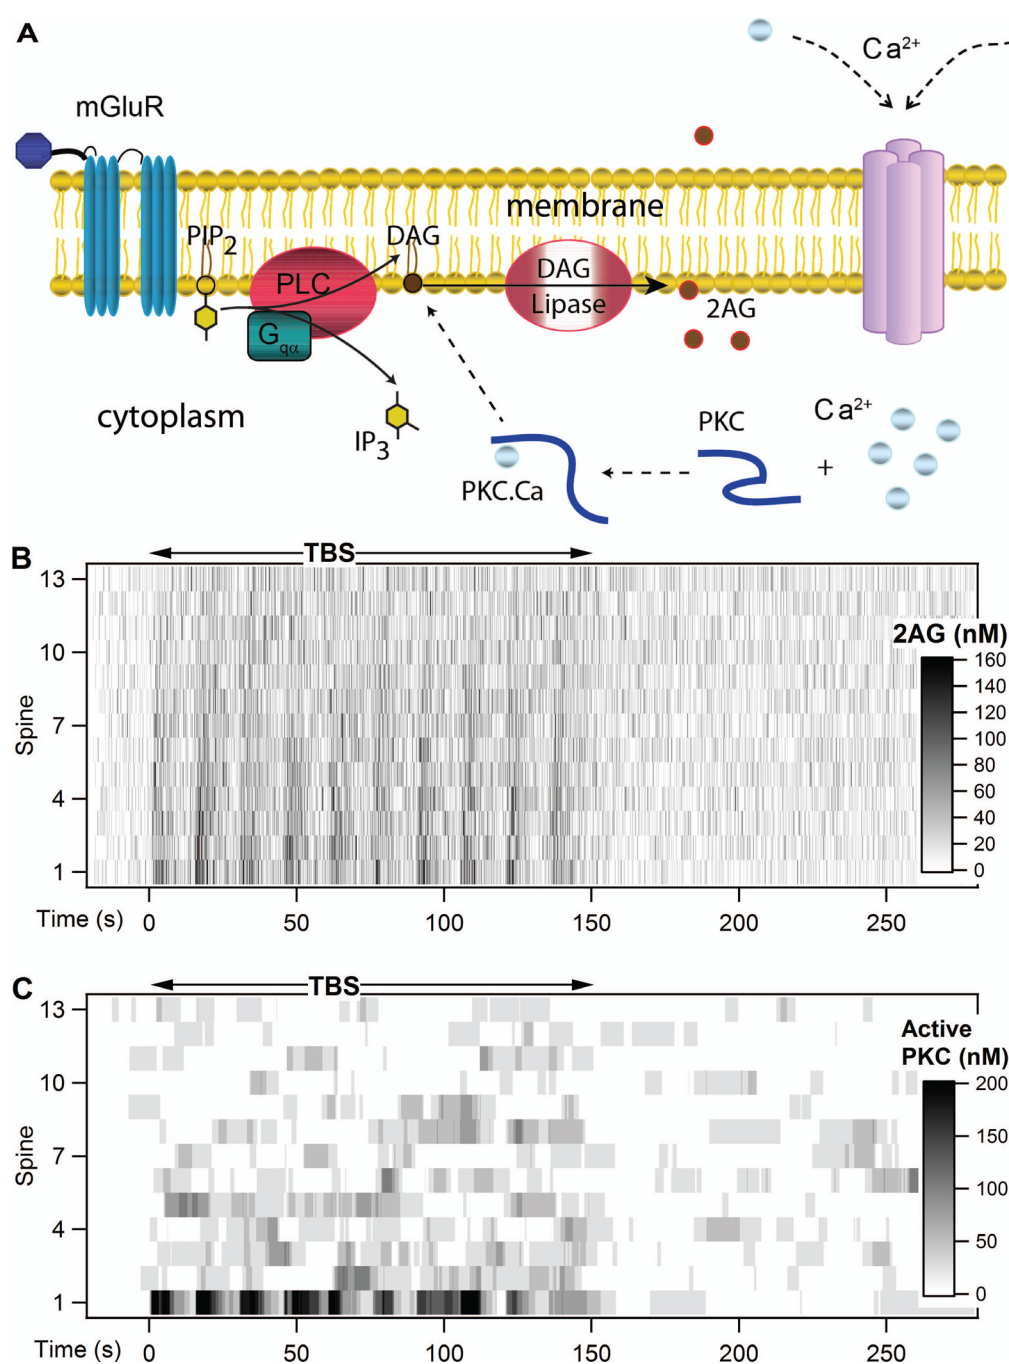 A
Ca²⁺
mGluR
membrane
PIP₂
DAG
PLC
DAG
Lipase
2AG
Gqα
cytoplasm
IP₃
PKC.Ca
PKC
+
Ca²⁺
B
TBS
Spine
13
10
7
4
1
2AG (nM)
160
140
120
100
80
60
40
20
0
Time (s)
0
50
100
150
200
250
C
TBS
Spine
13
10
7
4
1
Active
PKC (nM)
200
150
100
50
0
Time (s)
0
50
100
150
200
250